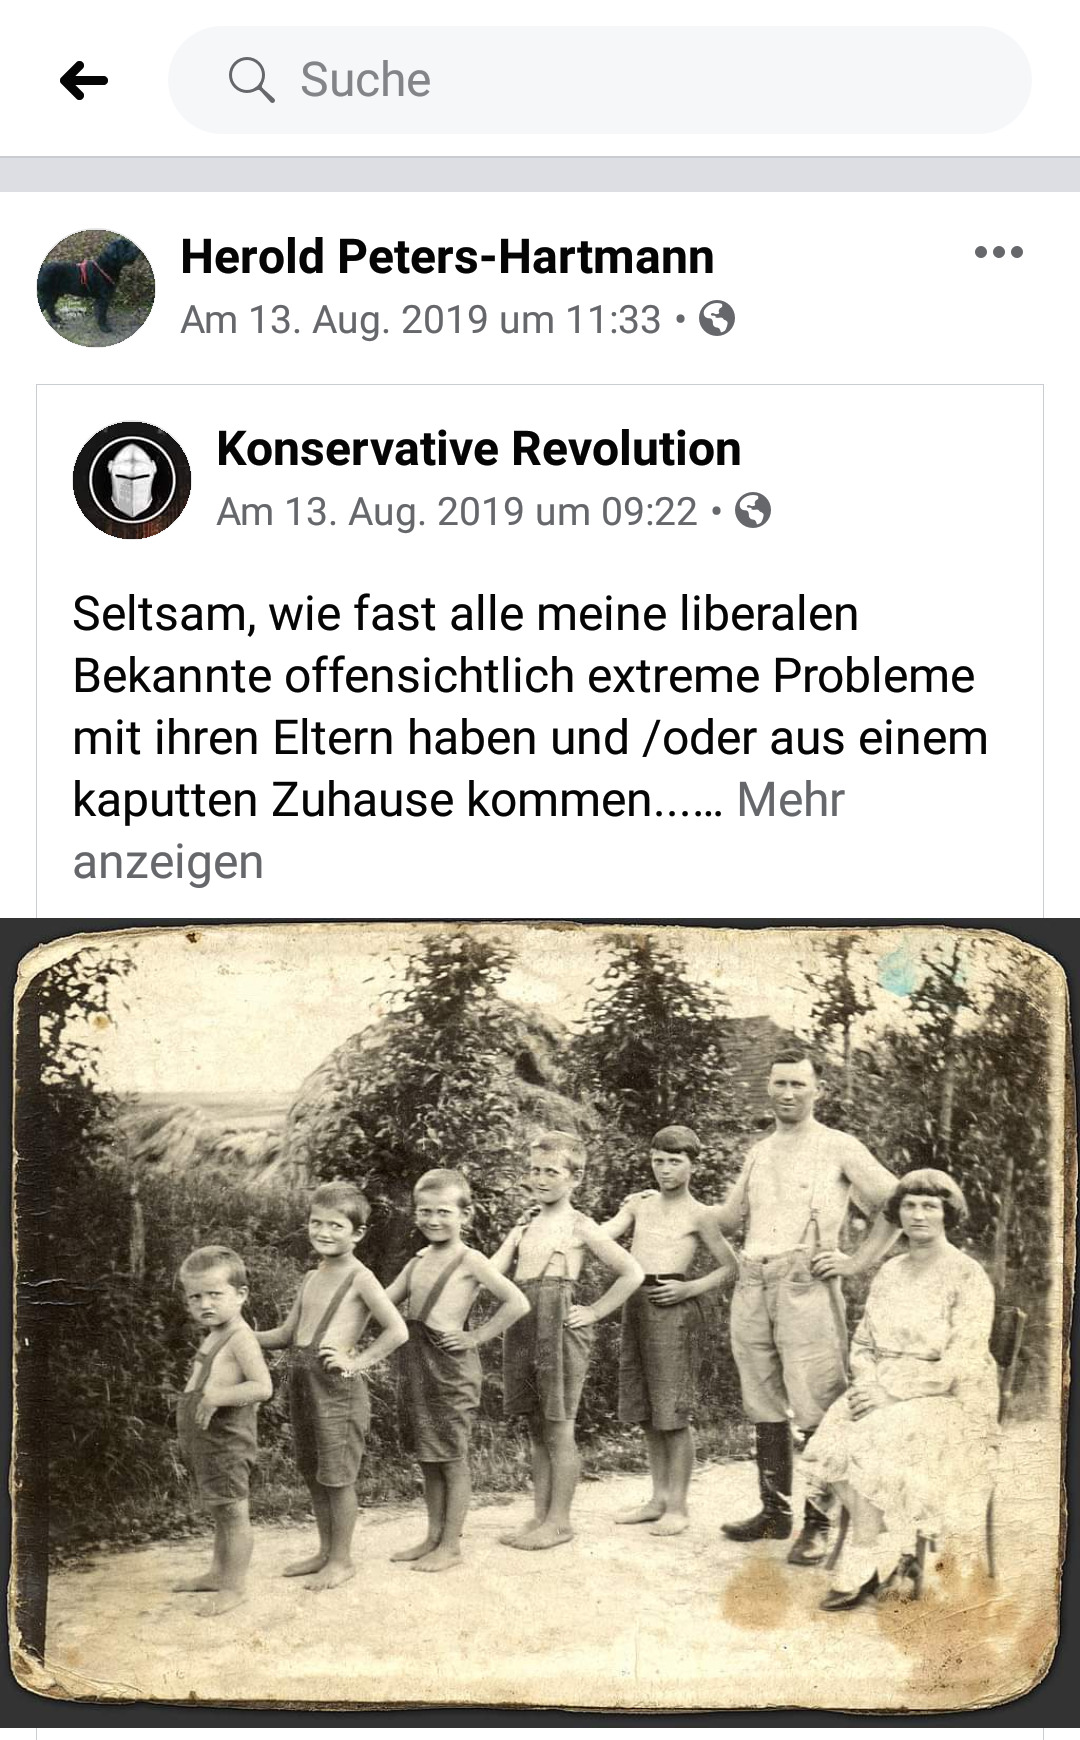 Suche
Herold Peters-Hartmann
Am 13. Aug. 2019 um 11:33 •
Konservative Revolution
Am 13. Aug. 2019 um 09:22 •
Seltsam, wie fast alle meine liberalen
Bekannte offensichtlich extreme Probleme
mit ihren Eltern haben und /oder aus einem
kaputten Zuhause kommen...... Mehr
anzeigen